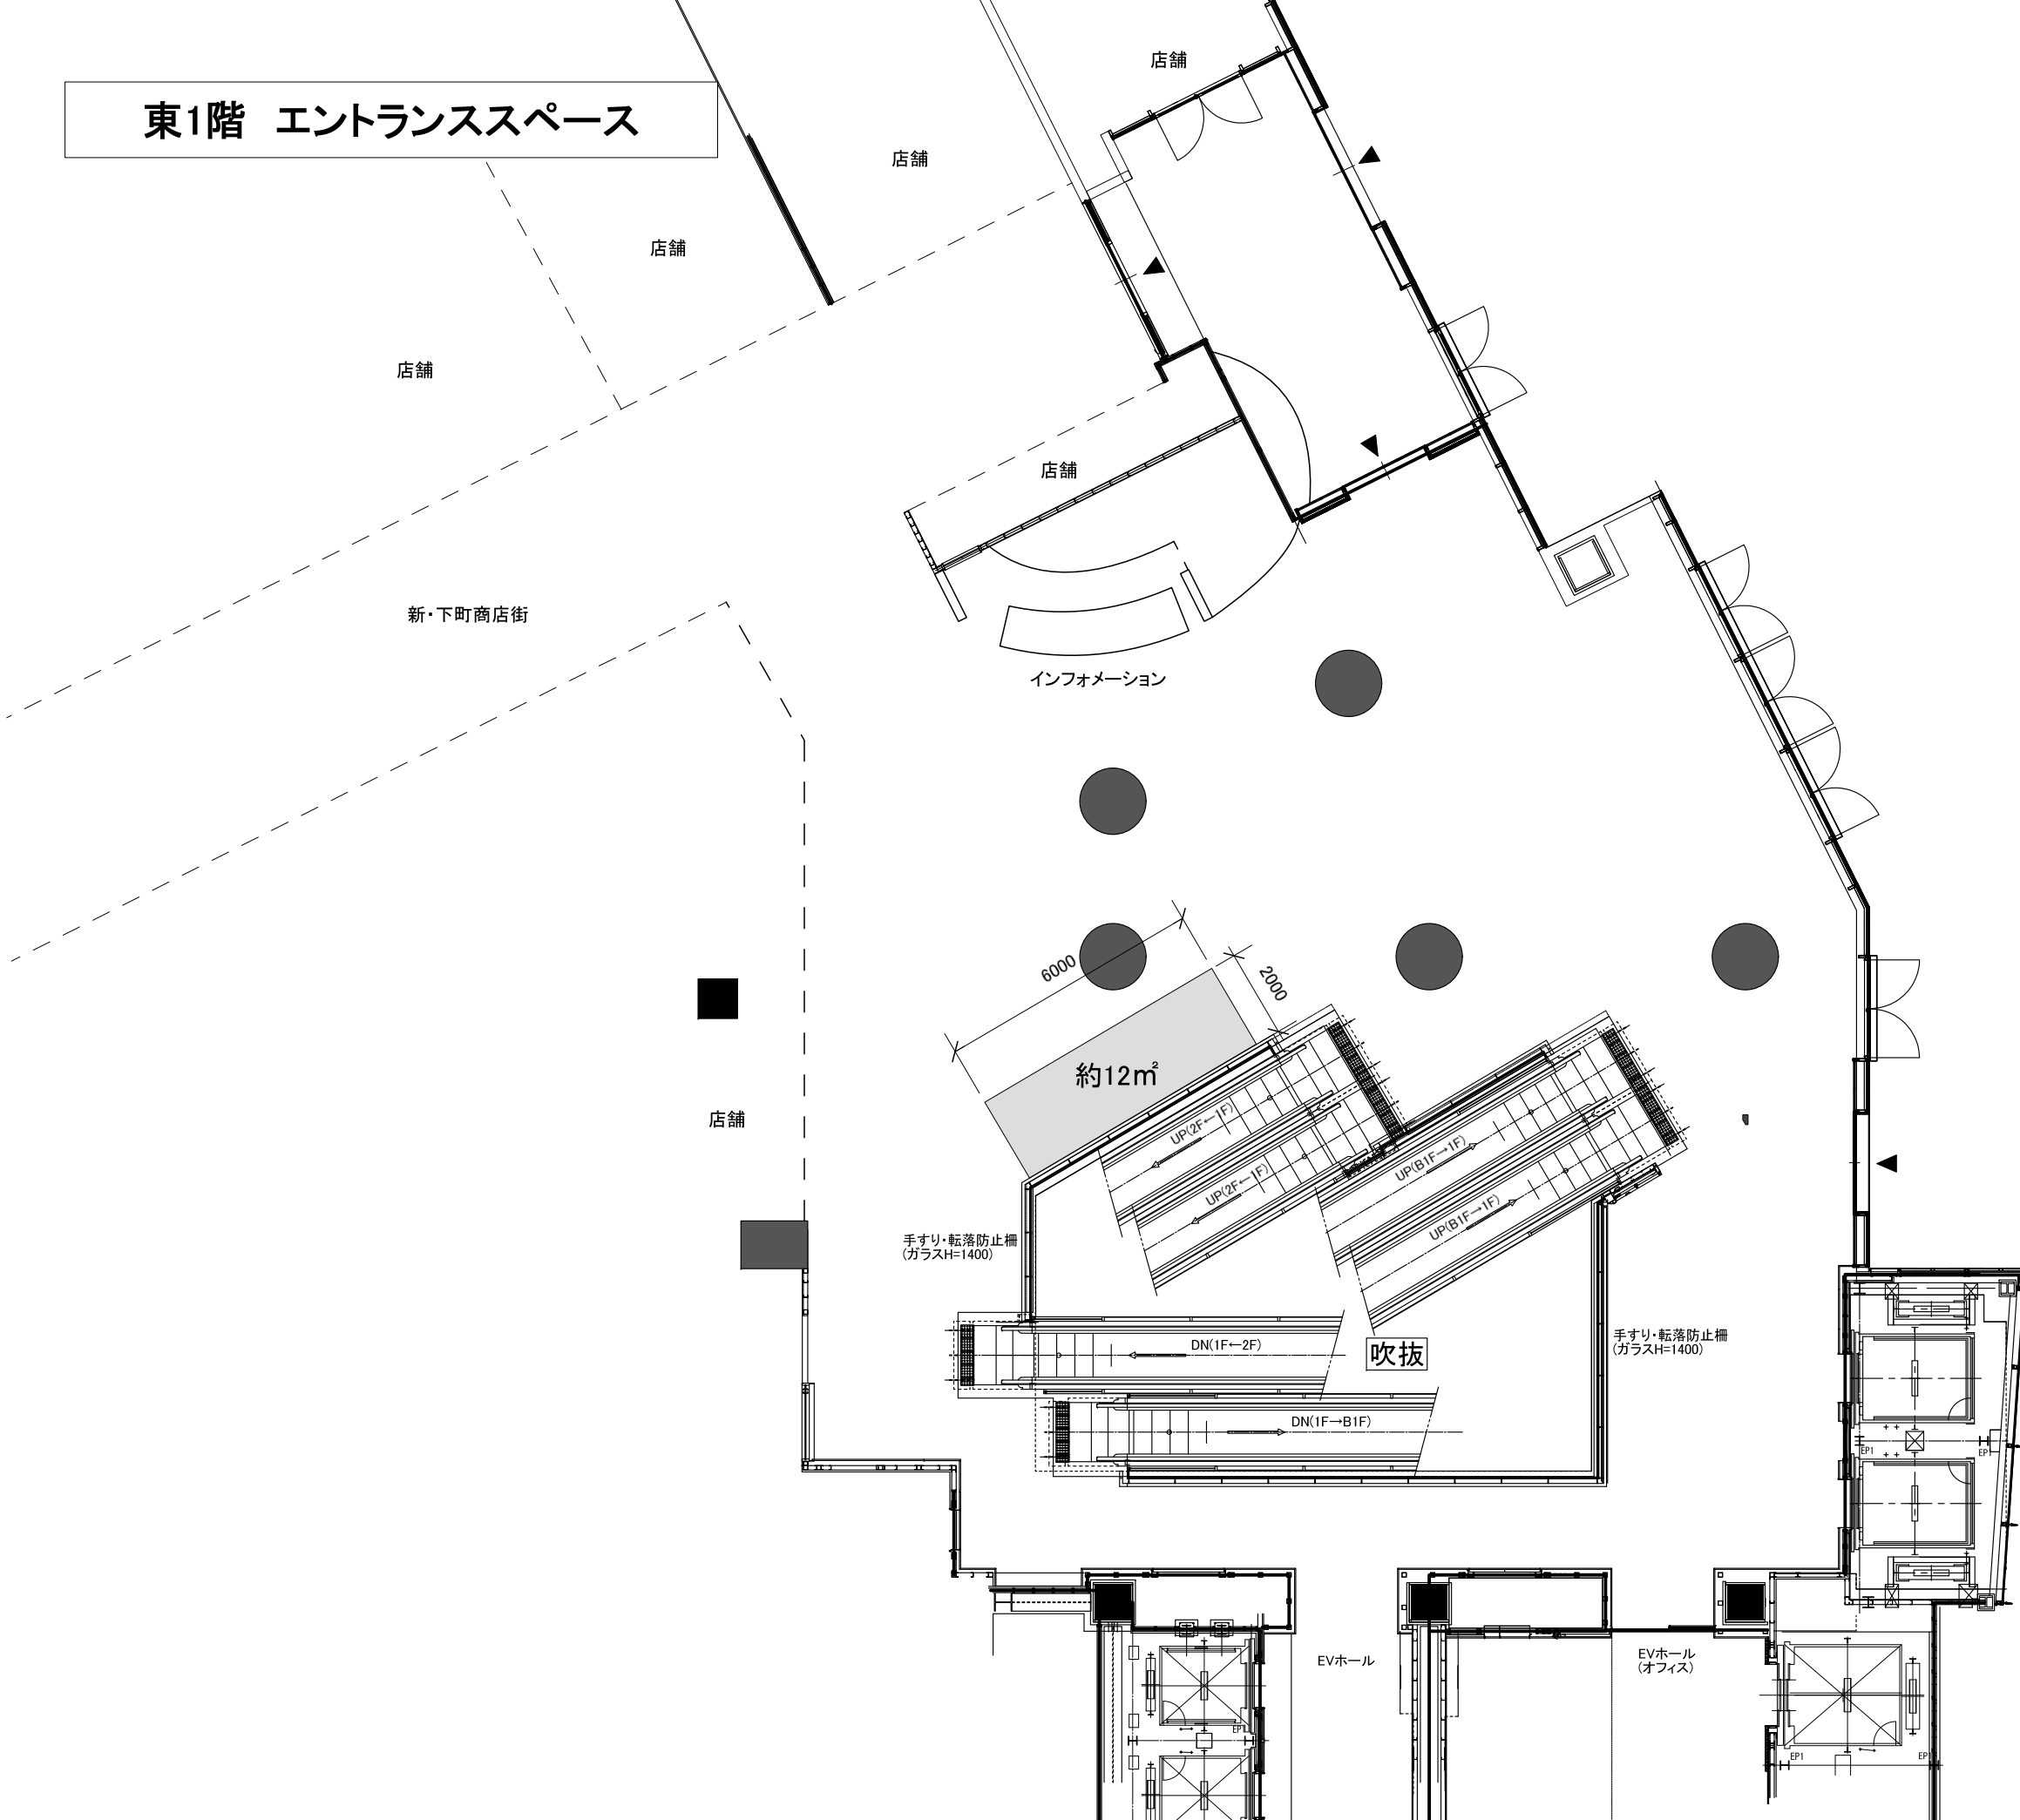 店舗
東1階 エントランススペース
店舗
店舗
店舗
店舗
新・下町商店街
インフォメーション
6000
2000
約12㎡
店舗
UP(2F←1F)
UP(2F←1F)
UP(B1F→1F)
UP(B1F→1F)
手すり・転落防止柵
(ガラスH=1400)
DN(1F←2F)
吹抜
手すり・転落防止柵
(ガラスH=1400)
DN(1F→B1F)
EP1
EP1
EVホール
EVホール
(オフィス)
EP1
EP1
EP1